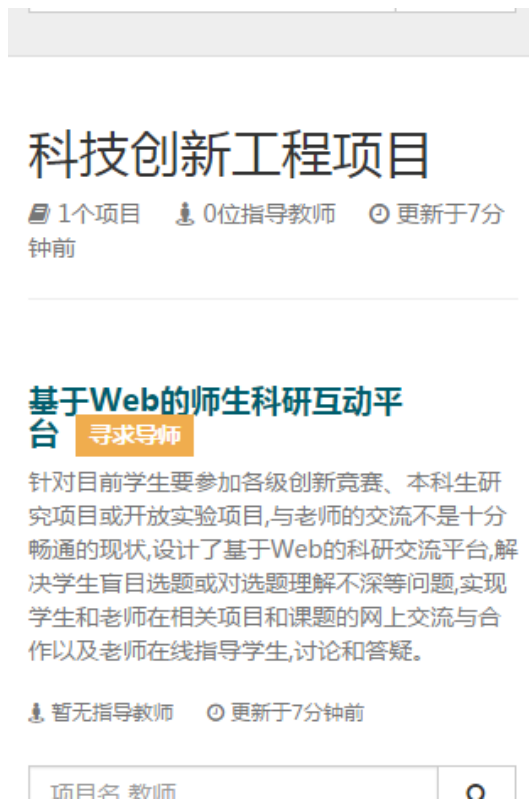 科技创新工程项目
1个项目 0位指导教师 更新于7分
钟前
基于Web的师生科研互动平
台 寻求导师
针对目前学生要参加各级创新竞赛、本科生研
究项目或开放实验项目,与老师的交流不是十分
畅通的现状,设计了基于Web的科研交流平台,解
决学生盲目选题或对选题理解不深等问题,实现
学生和老师在相关项目和课题的网上交流与合
作以及老师在线指导学生,讨论和答疑。
暂无指导教师 更新于7分钟前
项目名 教师